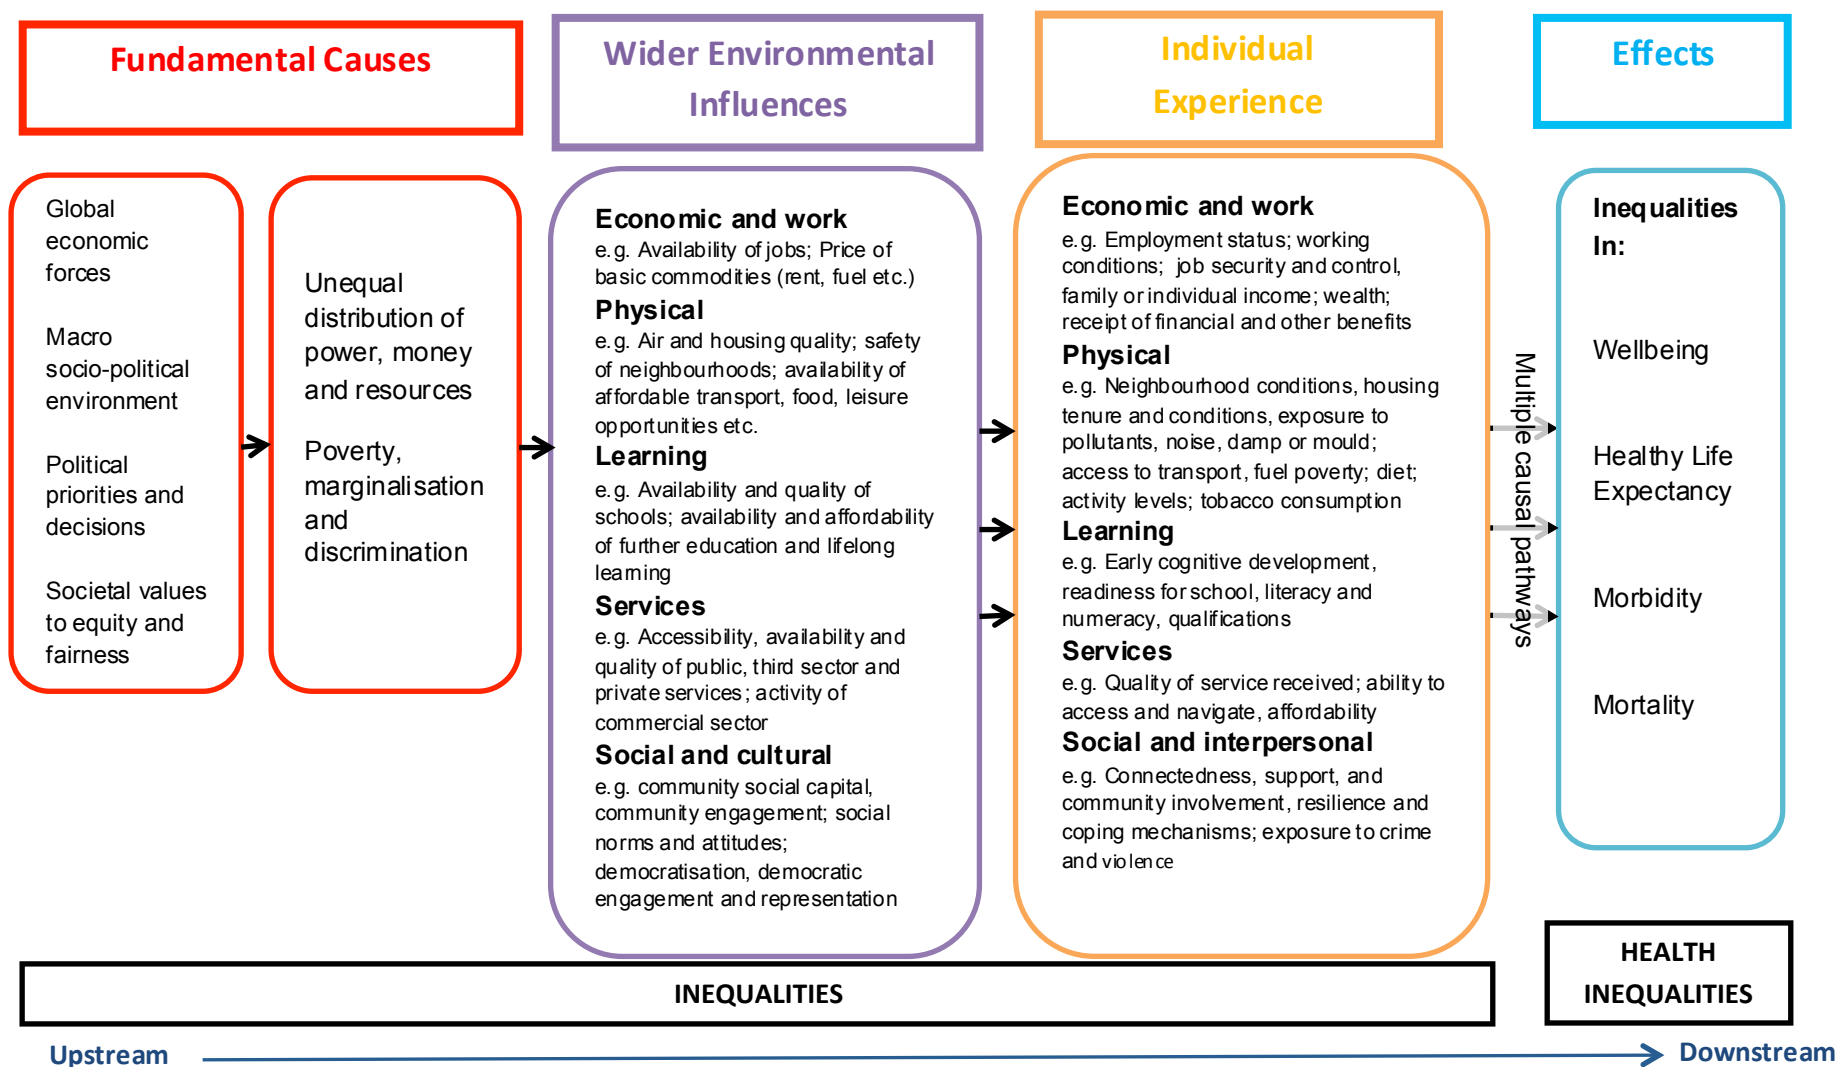 Fundamental Causes
Wider Environmental
Influences
Individual
Experience
Effects
Global
economic
forces
Macro
socio-political
environment
Political
priorities and
decisions
Societal values
to equity and
fairness
Unequal
distribution of
power, money
and resources
Poverty,
marginalisation
and
discrimination
Economic and work
e.g. Availability of jobs; Price of
basic commodities (rent, fuel etc.)
Physical
e.g. Air and housing quality; safety
of neighbourhoods; availability of
affordable transport, food, leisure
opportunities etc.
Learning
e.g. Availability and quality of
schools; availability and affordability
of further education and lifelong
learning
Services
e.g. Accessibility, availability and
quality of public, third sector and
private services; activity of
commercial sector
Social and cultural
e.g. community social capital,
community engagement; social
norms and attitudes;
democratisation, democratic
engagement and representation
Economic and work
e.g. Employment status; working
conditions; job security and control,
family or individual income; wealth;
receipt of financial and other benefits
Physical
e.g. Neighbourhood conditions, housing
tenure and conditions, exposure to
pollutants, noise, damp or mould;
access to transport, fuel poverty; diet;
activity levels; tobacco consumption
Learning
e.g. Early cognitive development,
readiness for school, literacy and
numeracy, qualifications
Services
e.g. Quality of service received; ability to
access and navigate, affordability
Social and interpersonal
e.g. Connectedness, support, and
community involvement, resilience and
coping mechanisms; exposure to crime
and violence
Multiple causal pathways
Inequalities
In:
Wellbeing
Healthy Life
Expectancy
Morbidity
Mortality
INEQUALITIES
HEALTH
INEQUALITIES
Upstream
Downstream